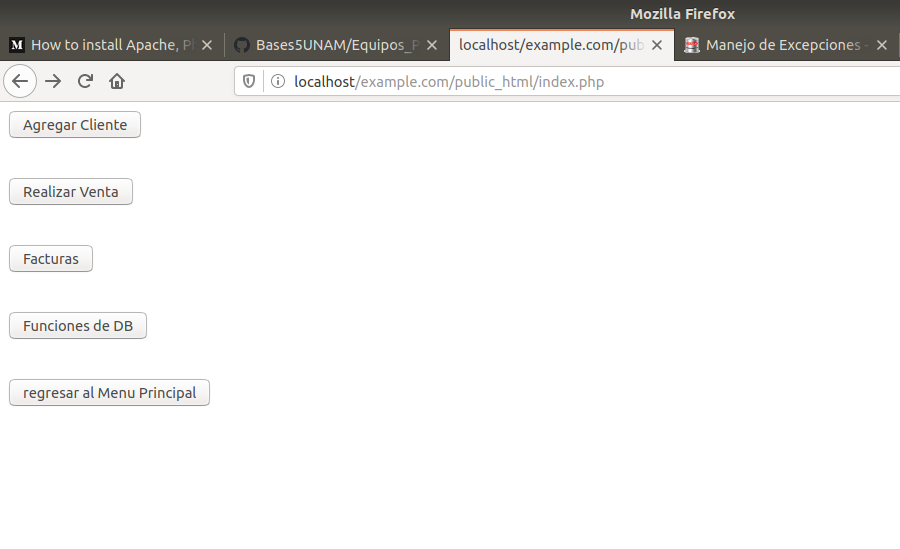 Mozilla Firefox
How to install Apache, P
Bases5UNAM/Equipos_P
localhost/example.com/pub
Manejo de Excepciones
localhost/example.com/public_html/index.php
Agregar Cliente
Realizar Venta
Facturas
Funciones de DB
regresar al Menu Principal